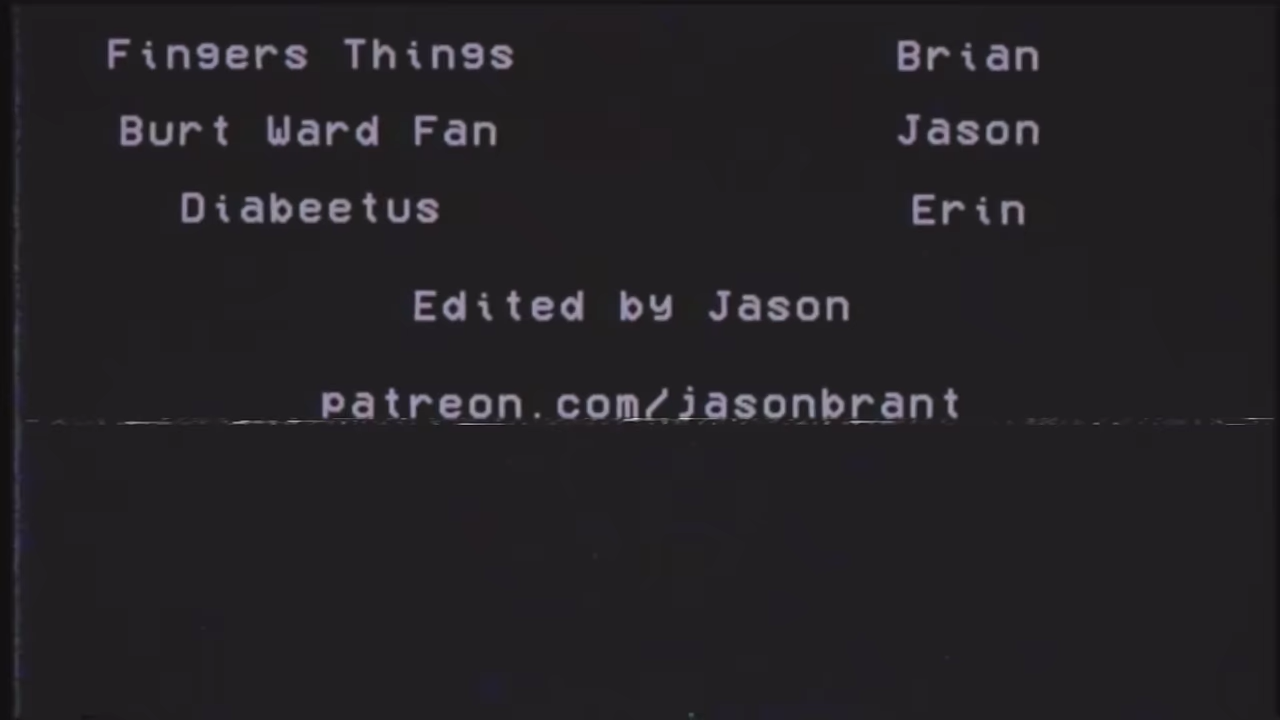 Fingers Things Brian
Burt Ward Fan Jason
Diabeetus Erin
Edited by Jason
patreon.com/jasonbrant